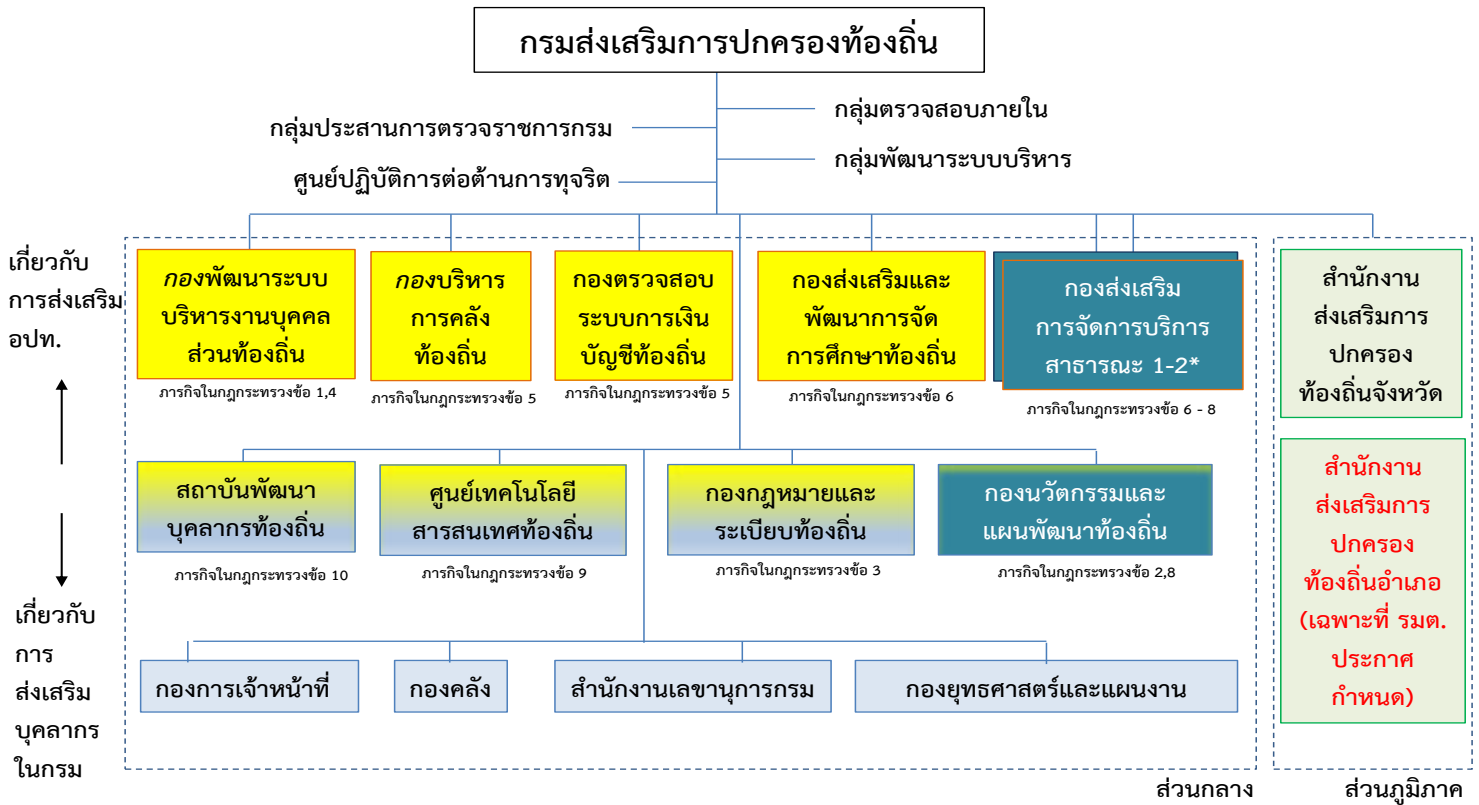 กรมส่งเสริมการปกครองท้องถิ่น
กลุ่มตรวจสอบภายใน
กลุ่มประสานการตรวจราชการกรม
กลุ่มพัฒนาระบบบริหาร
ศูนย์ปฏิบัติการต่อต้านการทุจริต
เกี่ยวกับ
การส่งเสริม
อปท.
กองพัฒนาระบบ
บริหารงานบุคคล
ส่วนท้องถิ่น
ภารกิจในกฎกระทรวงข้อ 1,4
กองบริหาร
การคลัง
ท้องถิ่น
ภารกิจในกฎกระทรวงข้อ 5
กองตรวจสอบ
ระบบการเงิน
บัญชีท้องถิ่น
ภารกิจในกฎกระทรวงข้อ 5
กองส่งเสริมและ
พัฒนาการจัด
การศึกษาท้องถิ่น
ภารกิจในกฎกระทรวงข้อ 6
กองส่งเสริม
การจัดการบริการ
สาธารณะ 1-2*
ภารกิจในกฎกระทรวงข้อ 6 - 8
สำนักงาน
ส่งเสริมการ
ปกครอง
ท้องถิ่นจังหวัด
สถาบันพัฒนา
บุคลากรท้องถิ่น
ภารกิจในกฎกระทรวงข้อ 10
ศูนย์เทคโนโลยี
สารสนเทศท้องถิ่น
ภารกิจในกฎกระทรวงข้อ 9
กองกฎหมายและ
ระเบียบท้องถิ่น
ภารกิจในกฎกระทรวงข้อ 3
กองนวัตกรรมและ
แผนพัฒนาท้องถิ่น
ภารกิจในกฎกระทรวงข้อ 2,8
สำนักงาน
ส่งเสริมการ
ปกครอง
ท้องถิ่นอำเภอ
(เฉพาะที่ รมต.
ประกาศ
กำหนด)
เกี่ยวกับ
การ
ส่งเสริม
บุคลากร
ในกรม
กองการเจ้าหน้าที่
กองคลัง
สำนักงานเลขานุการกรม
กองยุทธศาสตร์และแผนงาน
ส่วนกลาง
ส่วนภูมิภาค